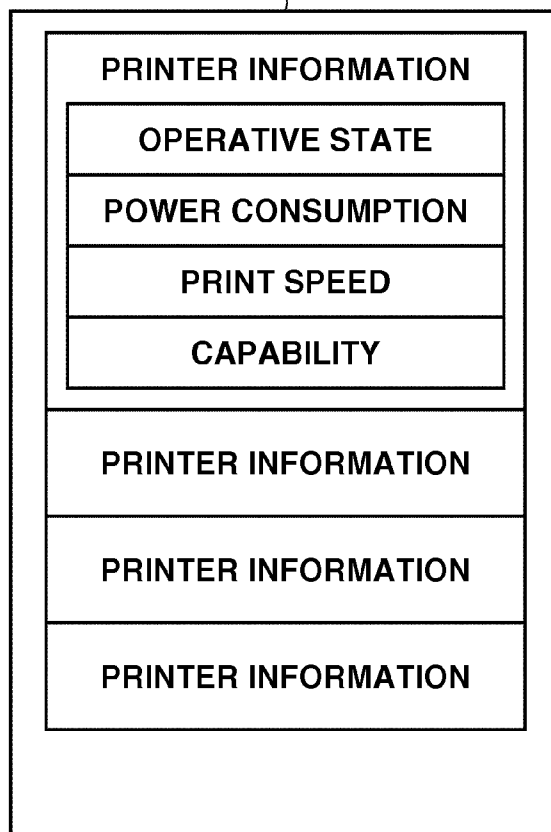 PRINTER INFORMATION
OPERATIVE STATE
POWER CONSUMPTION
PRINT SPEED
CAPABILITY
PRINTER INFORMATION
PRINTER INFORMATION
PRINTER INFORMATION